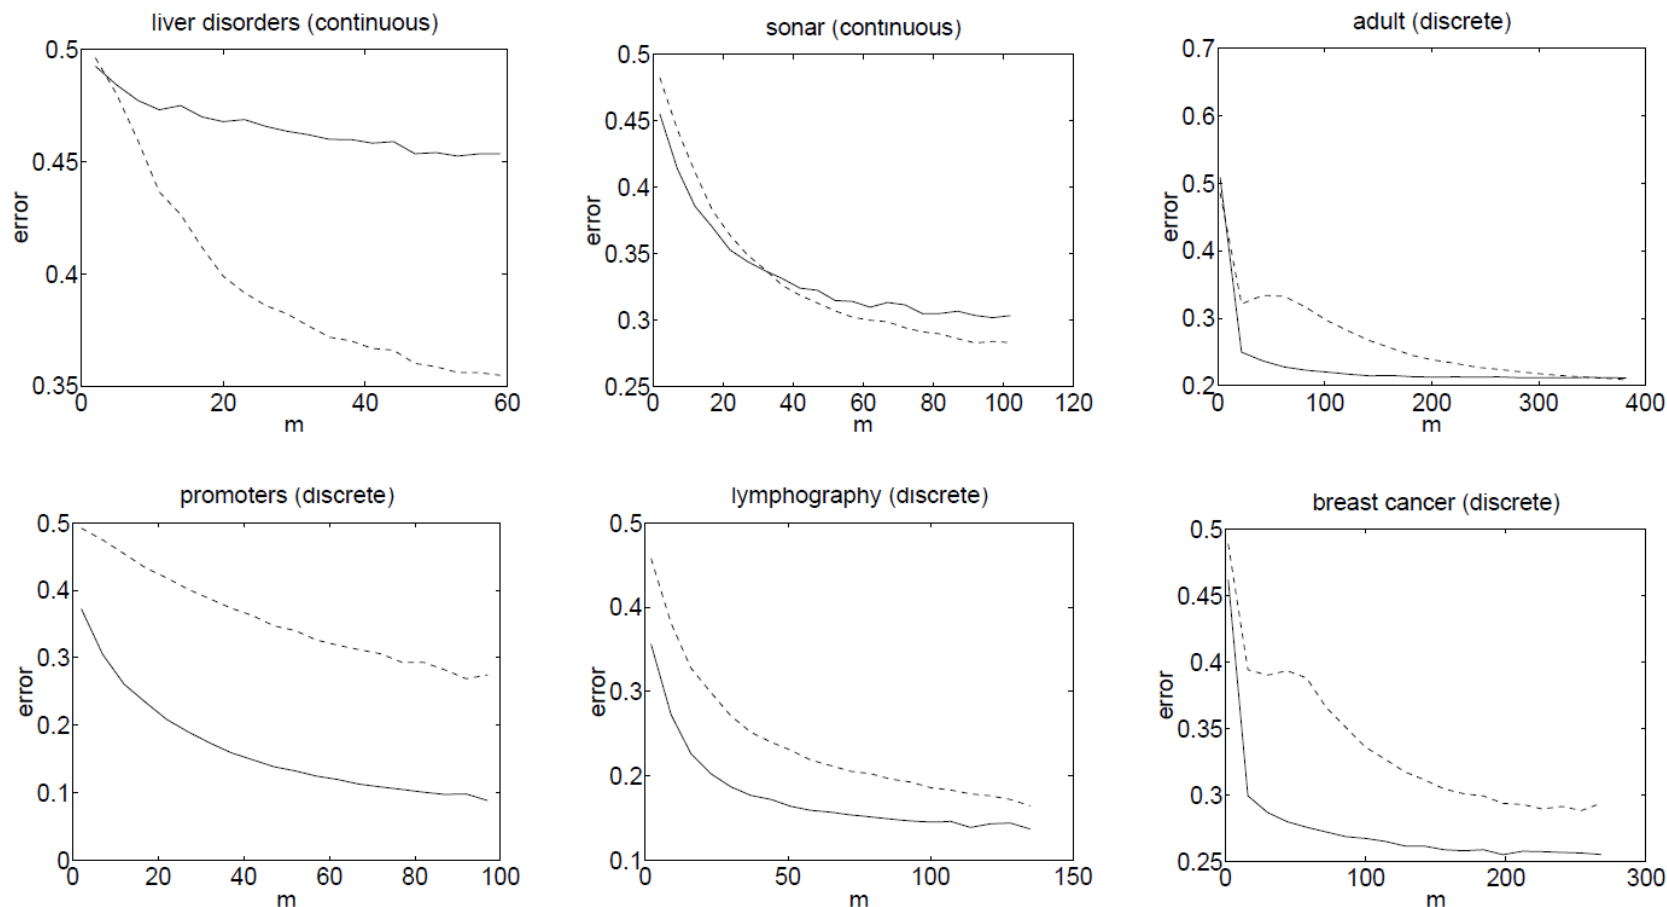 liver disorders (continuous)
0.5
0.45
0.4
0.35
error
0 20 40 60
m
sonar (continuous)
0.5
0.45
0.4
0.35
0.3
0.25
error
0 20 40 60 80 100 120
m
adult (discrete)
0.7
0.6
0.5
0.4
0.3
0.2
error
0 100 200 300 400
m
promoters (discrete)
0.5
0.4
0.3
0.2
0.1
0
error
0 20 40 60 80 100
m
lymphography (discrete)
0.5
0.4
0.3
0.2
0.1
error
0 50 100 150
m
breast cancer (discrete)
0.5
0.45
0.4
0.35
0.3
0.25
error
0 100 200 300
m